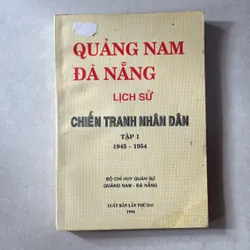 QUẢNG NAM
ĐÀ NẴNG
LỊCH SỬ
CHIẾN TRANH NHÂN DÂN
TẬP 1
1945 - 1954
BỘ CHỈ HUY QUÂN SỰ
QUẢNG NAM - ĐÀ NẴNG
XUẤT BẢN LẦN THỨ HAI